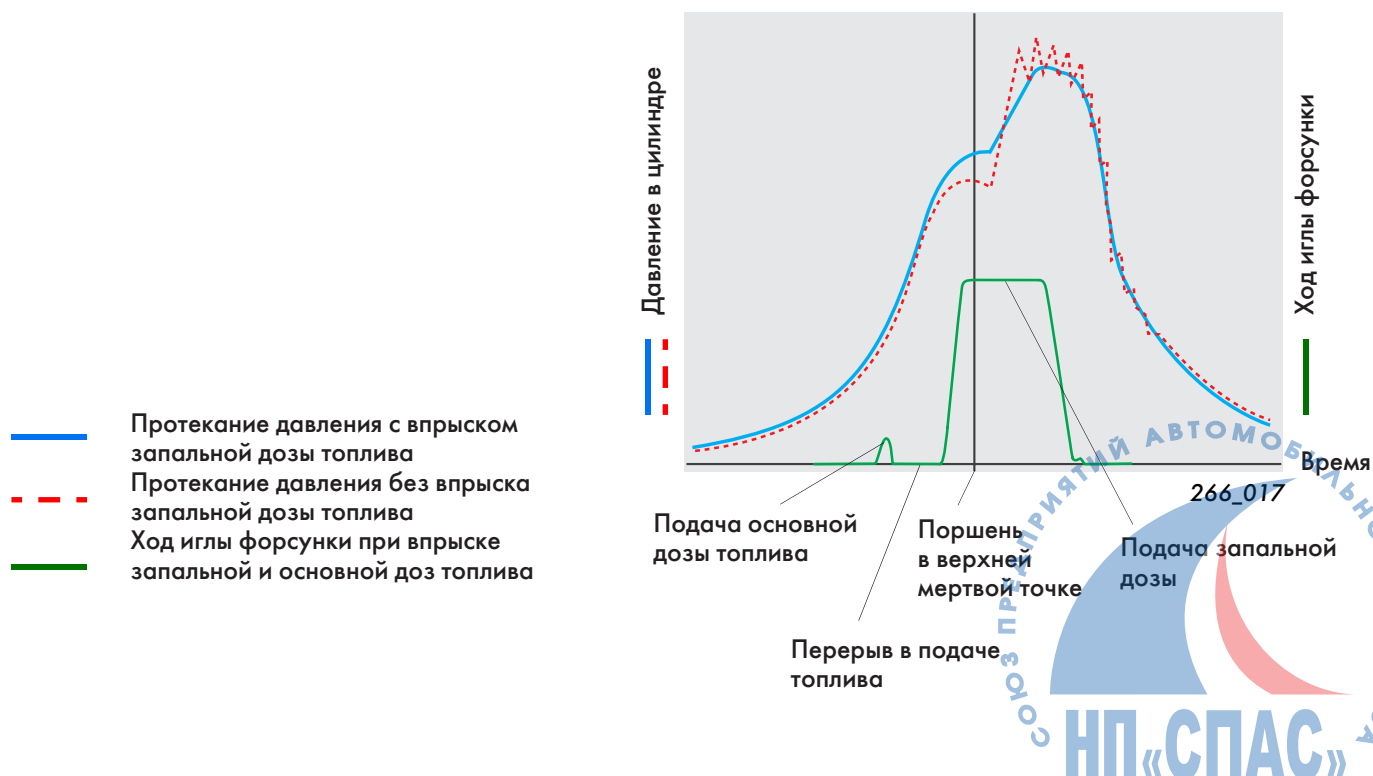 Давление в цилиндре
Ход иглы форсунки
Протекание давления с впрыском
запальной дозы топлива
Протекание давления без впрыска
запальной дозы топлива
Ход иглы форсунки при впрыске
запальной и основной доз топлива
Время
266_017
Подача основной
дозы топлива
Поршень
в верхней
мертвой точке
Подача запальной
дозы
Перерыв в подаче
топлива
СОЮЗ ПРЕДПРИЯТИЙ
НП«СПАС»